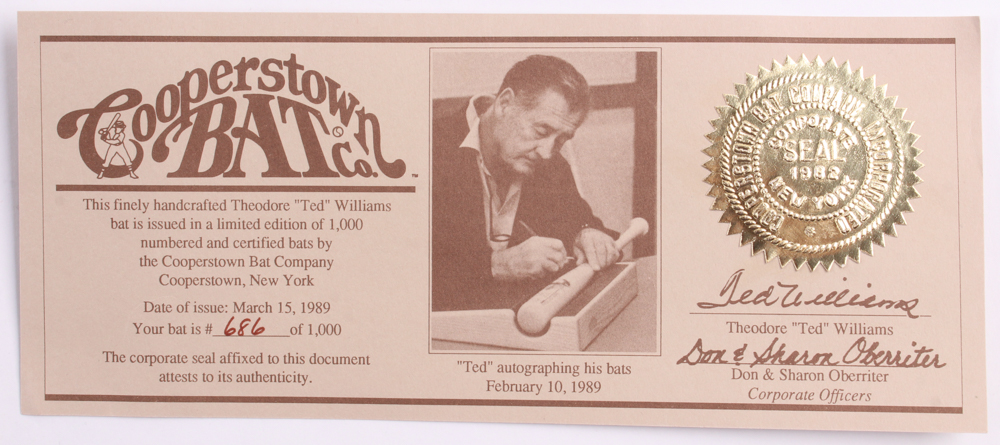 Cooperstown
BAT Co.™
This finely handcrafted Theodore "Ted" Williams
bat is issued in a limited edition of 1,000
numbered and certified bats by
the Cooperstown Bat Company
Cooperstown, New York
Date of issue: March 15, 1989
Your bat is # 686 of 1,000
The corporate seal affixed to this document
attests to its authenticity.
"Ted" autographing his bats
February 10, 1989
COOPERSTOWN BAT COMPANY, INCORPORATED
CORPORATE
SEAL
1982
NEW YORK
Ted Williams
Theodore "Ted" Williams
Don & Sharon Oberriter
Don & Sharon Oberriter
Corporate Officers